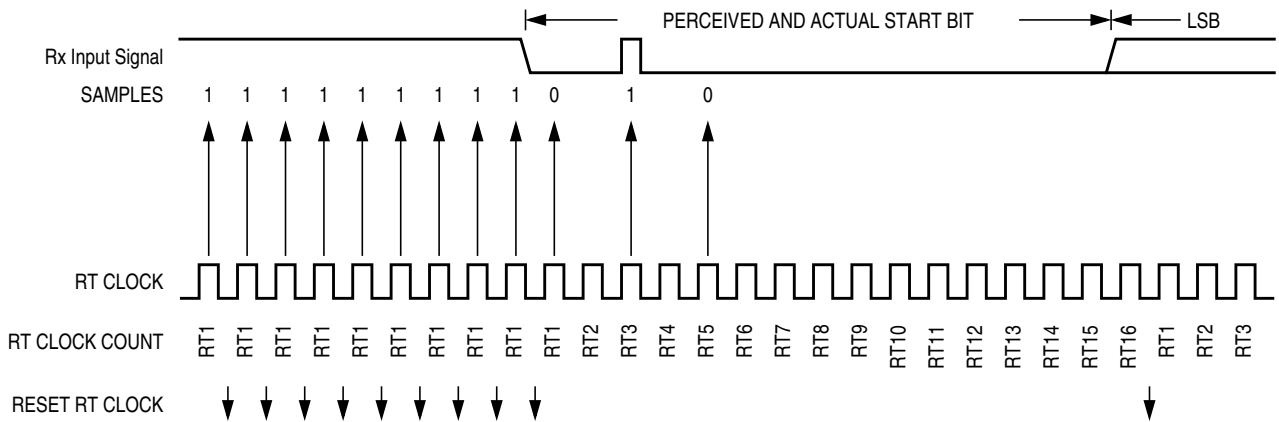 PERCEIVED AND ACTUAL START BIT LSB
Rx Input Signal
SAMPLES 1 1 1 1 1 1 1 1 1 0 1 0
RT CLOCK
RT CLOCK COUNT RT1 RT1 RT1 RT1 RT1 RT1 RT1 RT1 RT1 RT1 RT2 RT3 RT4 RT5 RT6 RT7 RT8 RT9 RT10 RT11 RT12 RT13 RT14 RT15 RT16 RT1 RT2 RT3
RESET RT CLOCK